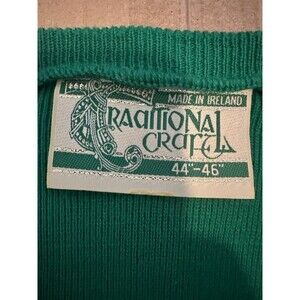 MADE IN IRELAND
TRADITIONAL
CRAFT
44"-46"